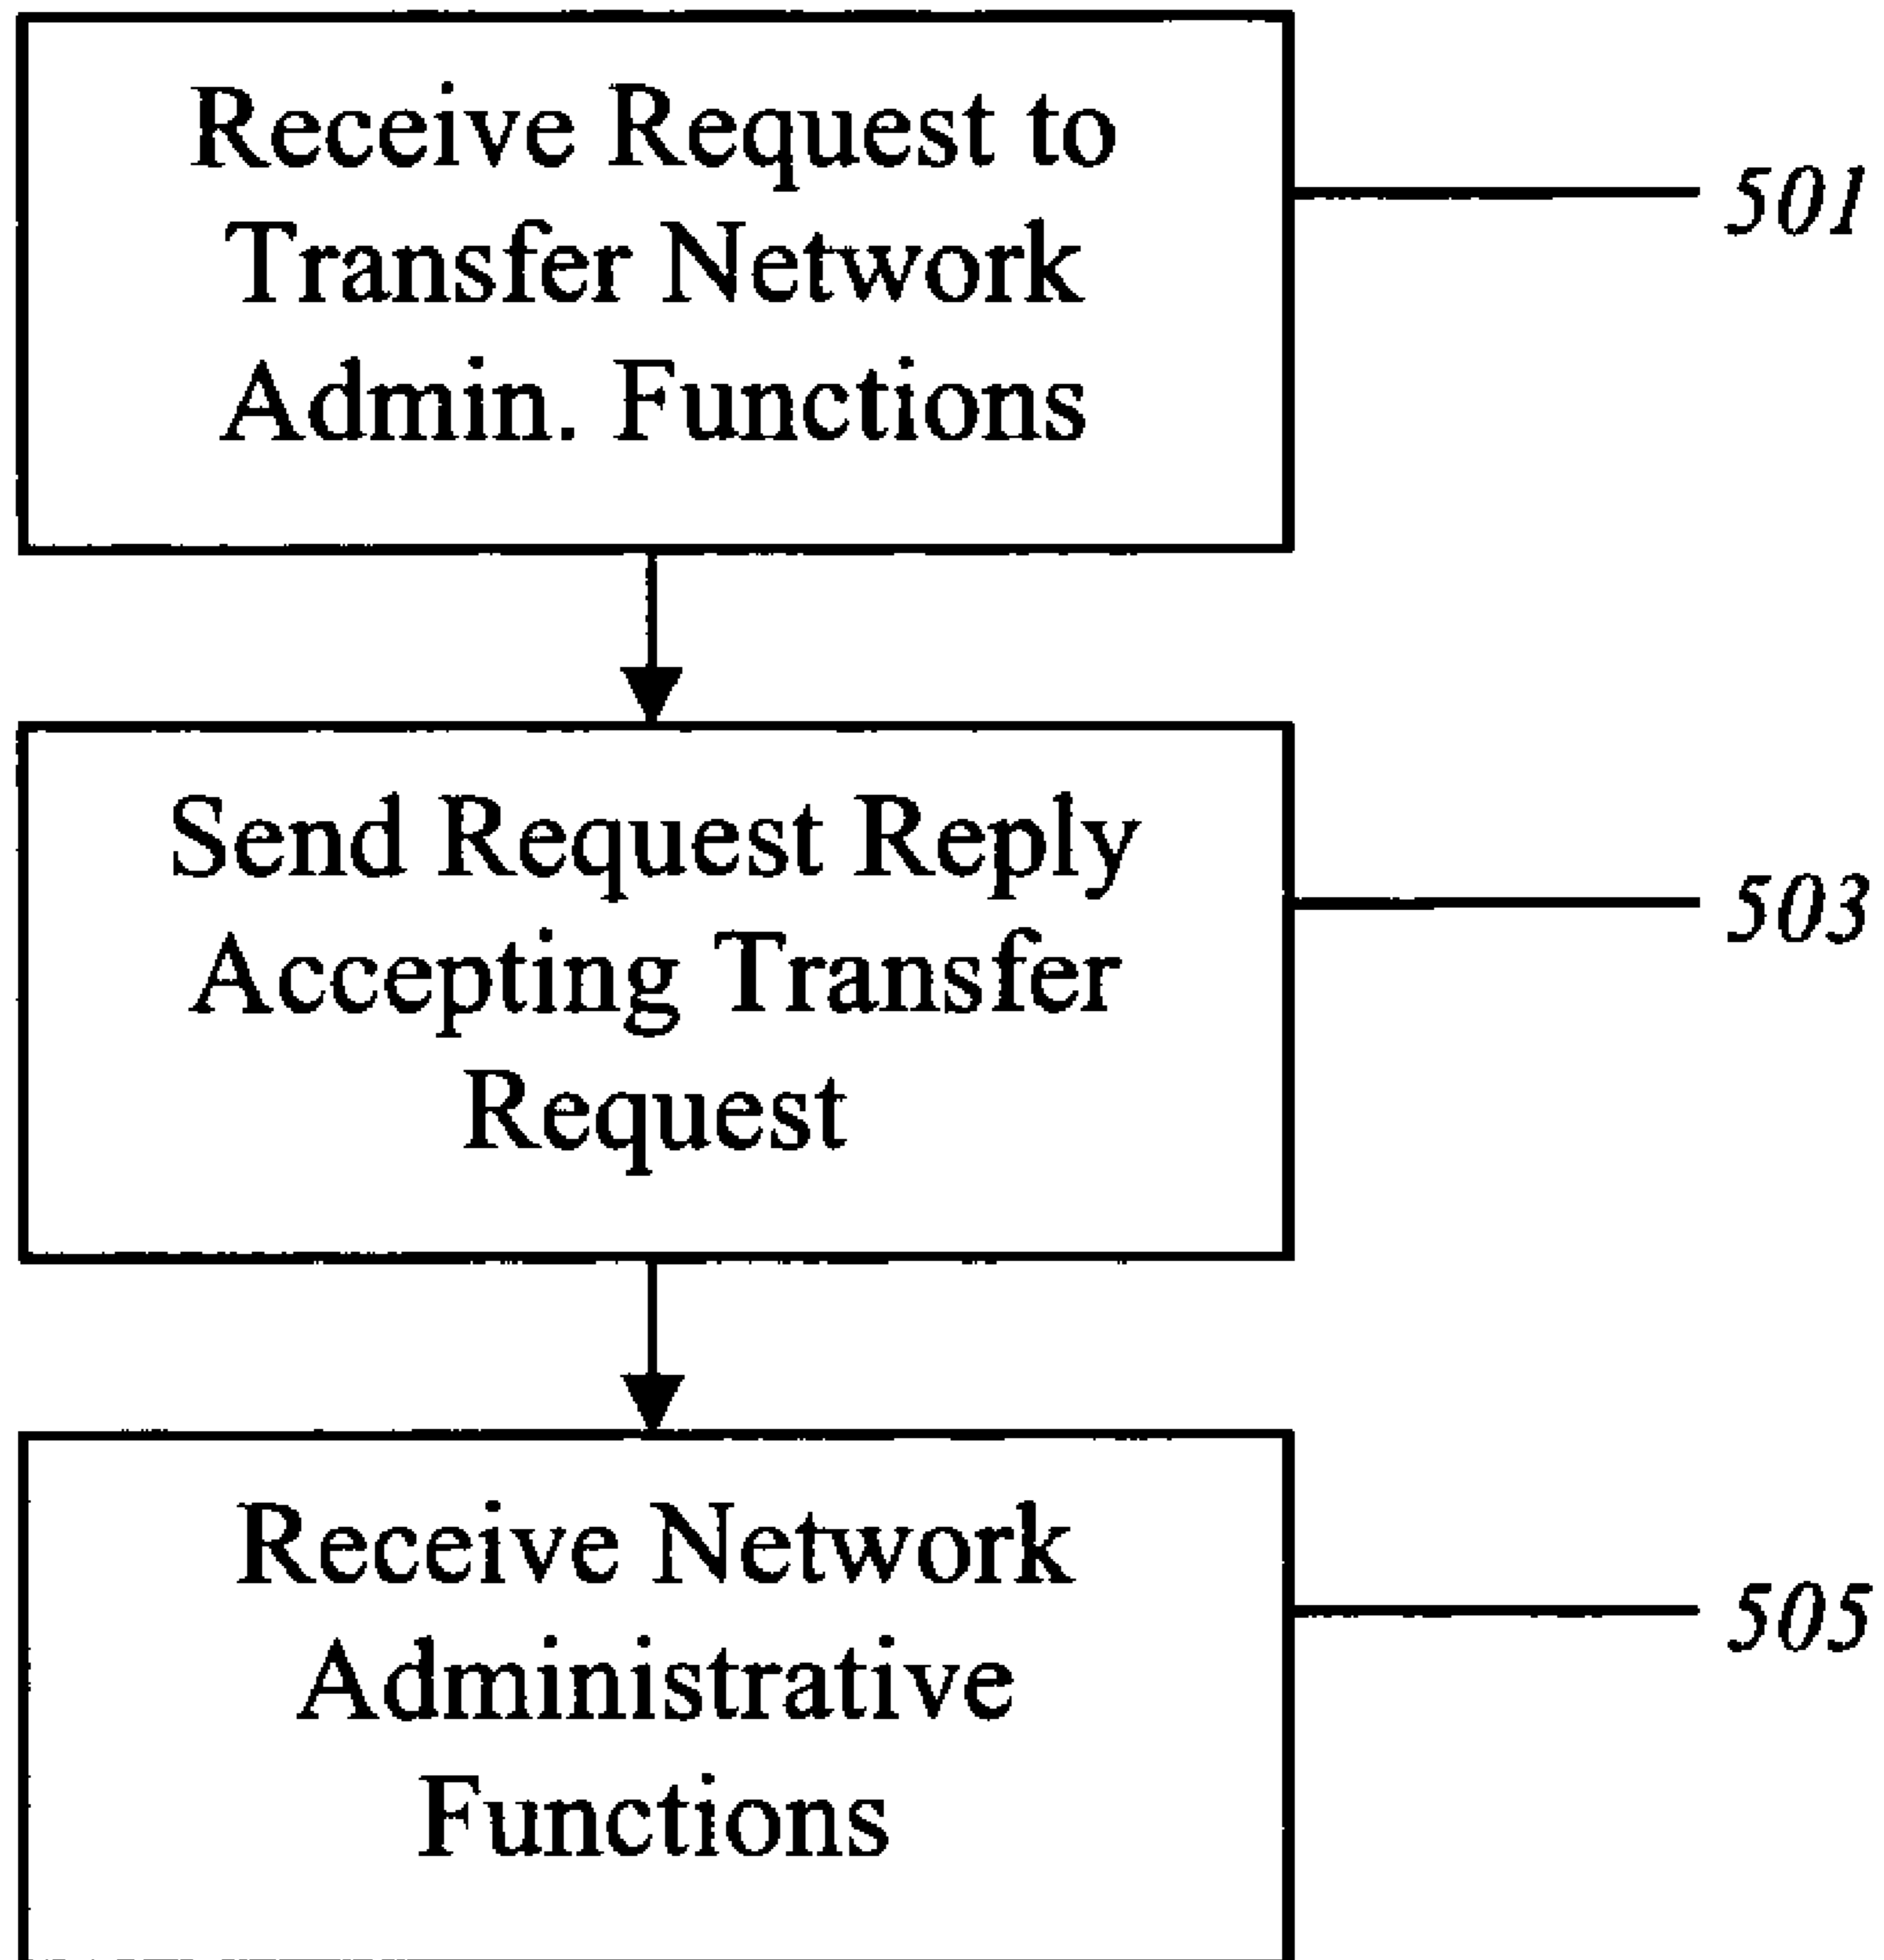 Receive Request to
Transfer Network
Admin. Functions
501
Send Request Reply
Accepting Transfer
Request
503
Receive Network
Administrative
Functions
505